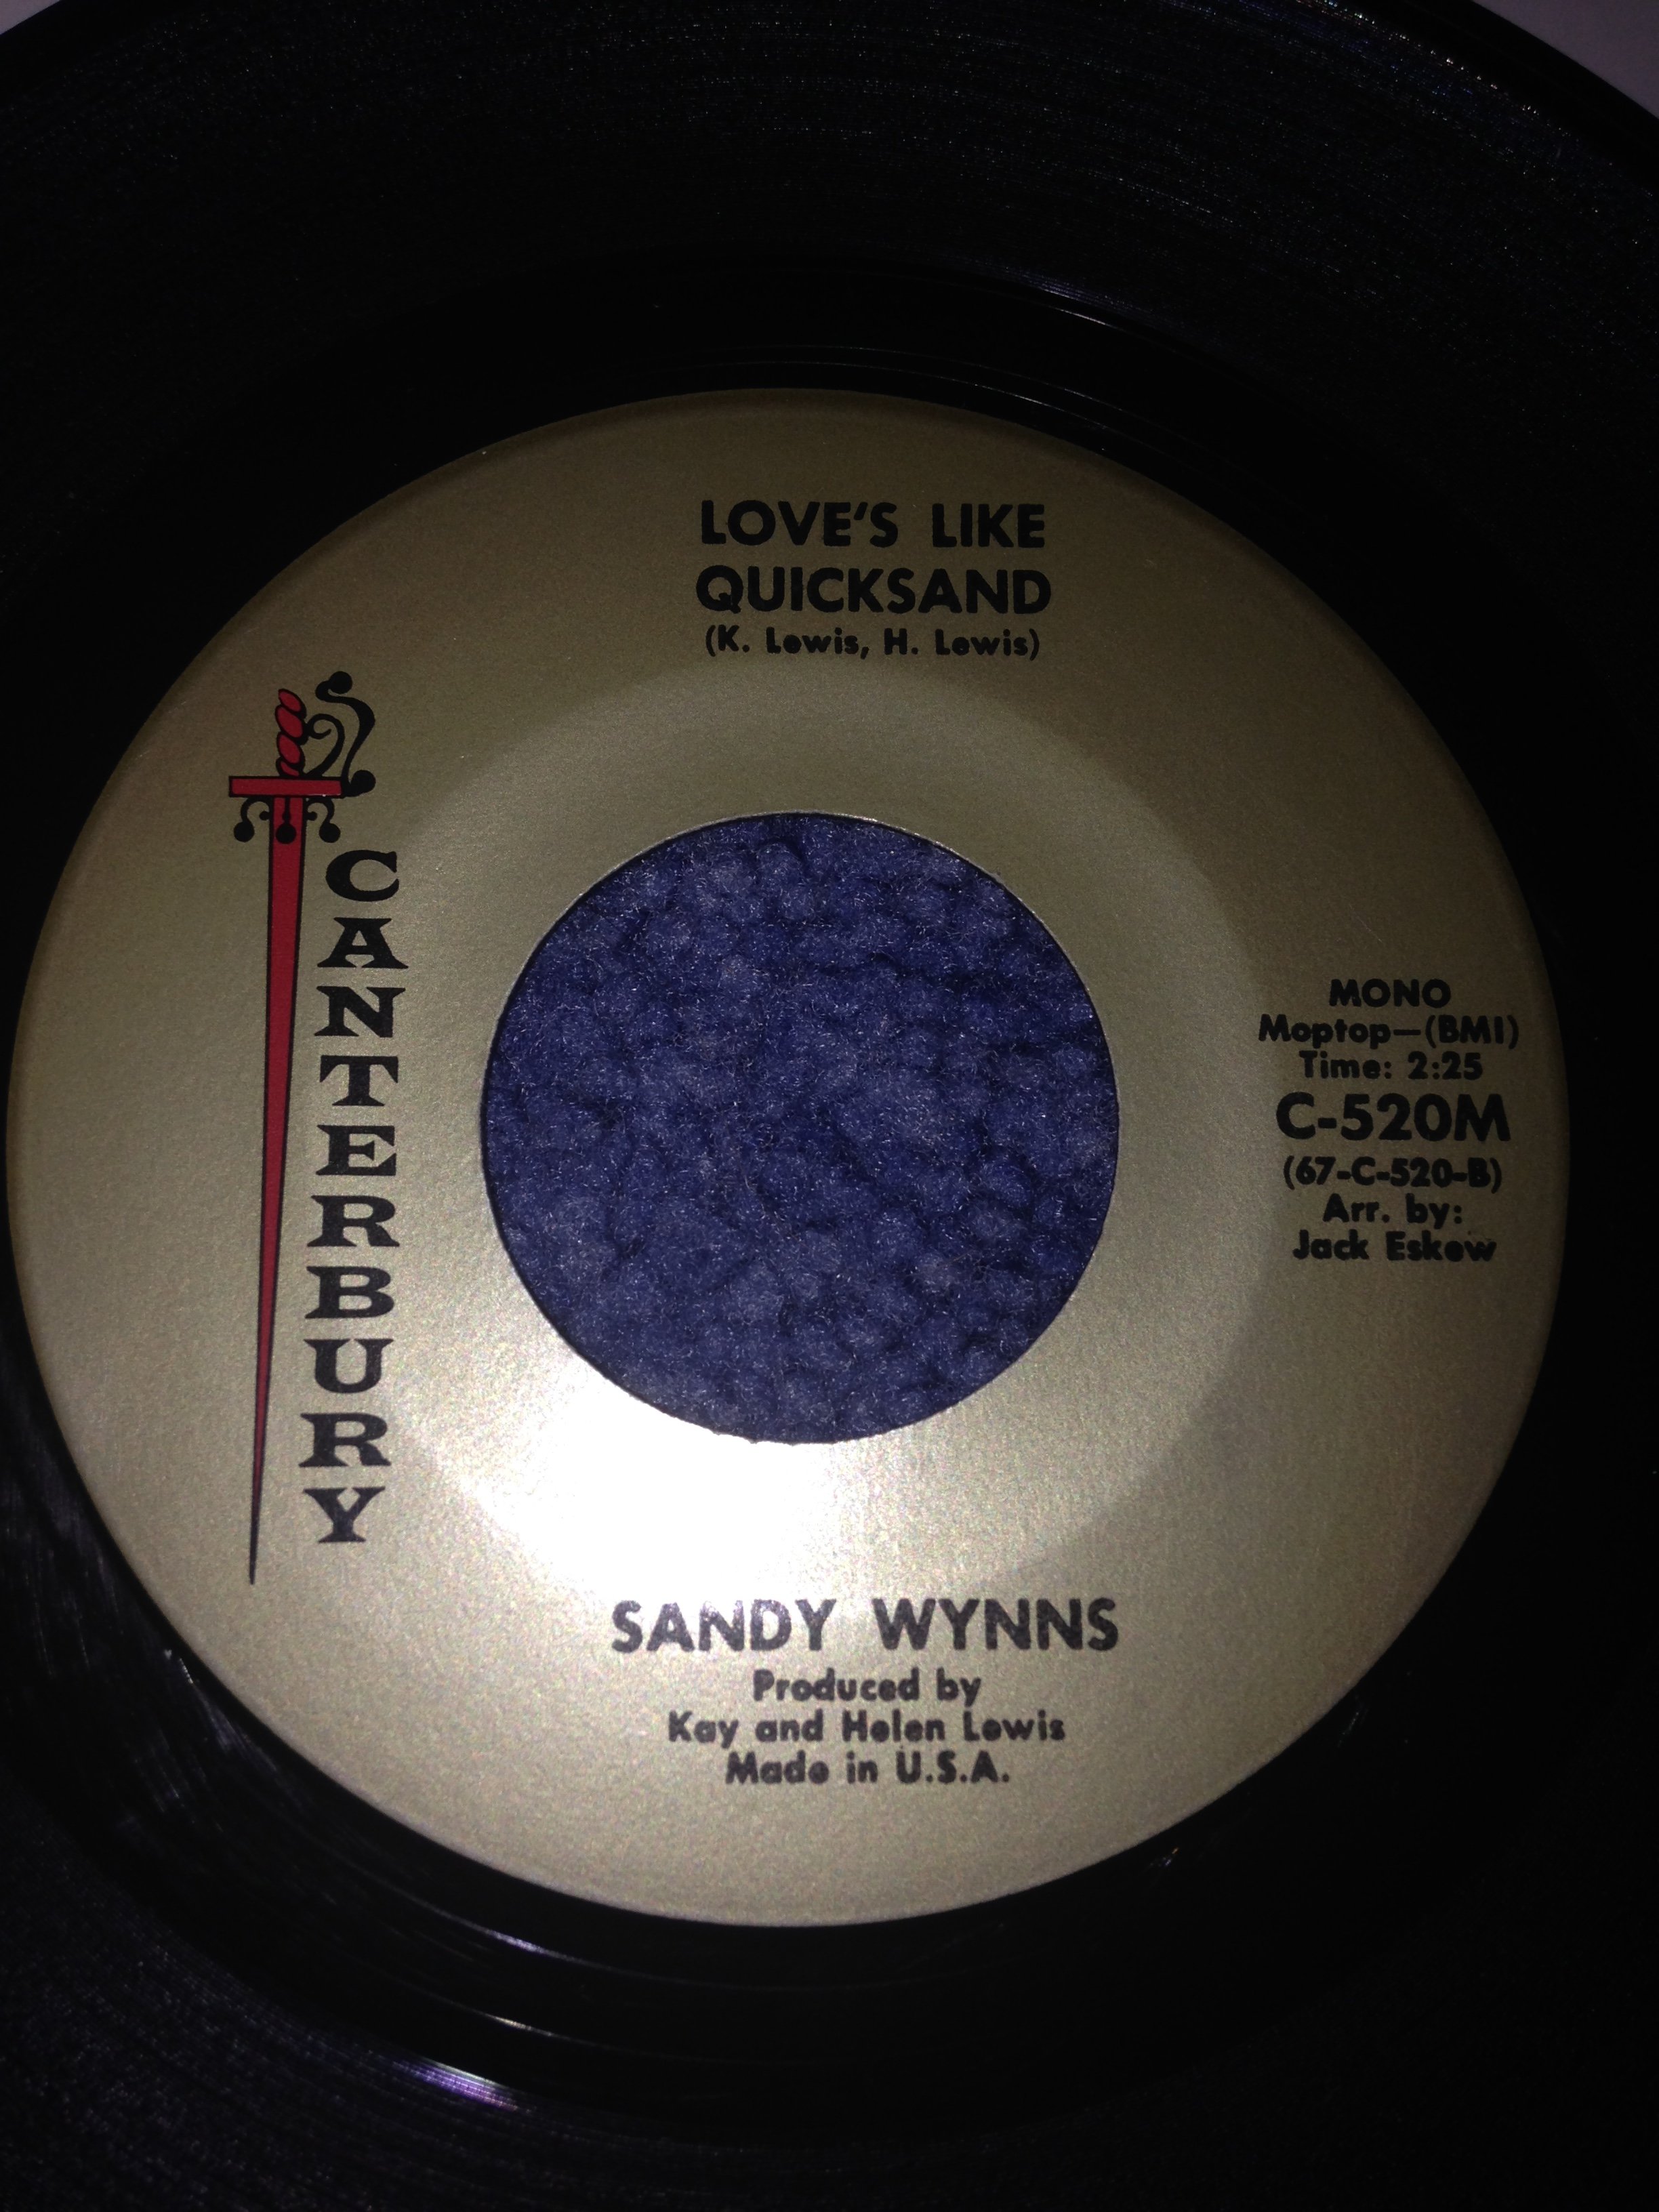 LOVE'S LIKE
QUICKSAND
(K. Lewis, H. Lewis)
CANTERBURY
MONO
Moptop—(BMI)
Time: 2:25
C-520M
(67-C-520-B)
Arr. by:
Jack Eskew
SANDY WYNNS
Produced by
Kay and Helen Lewis
Made in U.S.A.